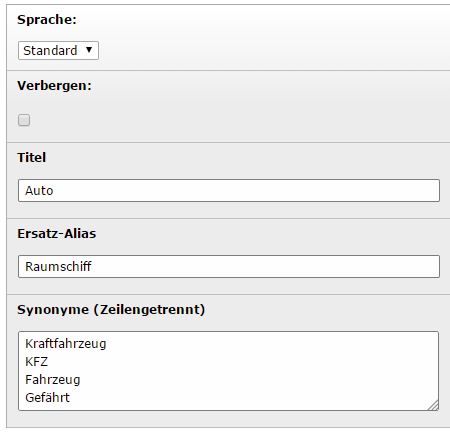 Sprache:
Standard
Verbergen:
Titel
Auto
Ersatz-Alias
Raumschiff
Synonyme (Zeilengetrennt)
Kraftfahrzeug
KFZ
Fahrzeug
Gefährt